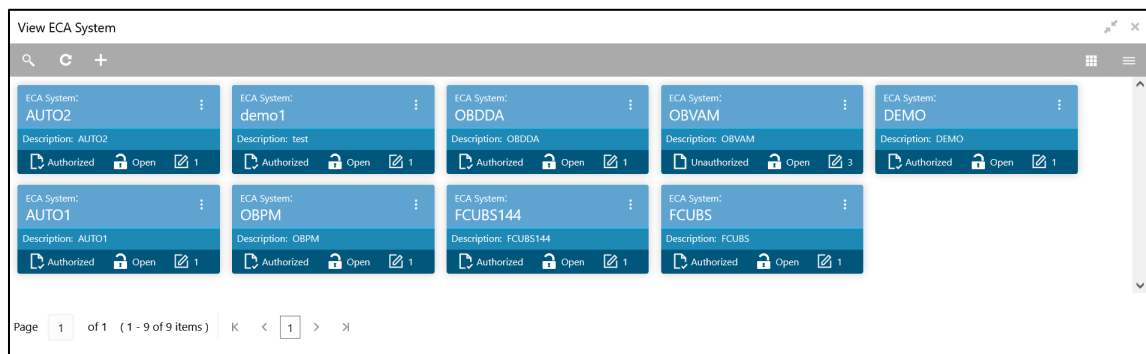 View ECA System
ECA System: ECA System: ECA System: ECA System: ECA System:
AUTO2 demo1 OBDDA OBVAM DEMO
Description: AUTO2 Description: test Description: OBDDA Description: OBVAM Description: DEMO
Authorized Open 1 Authorized Open 1 Authorized Open 1 Unauthorized Open 3 Authorized Open 1
ECA System: ECA System: ECA System: ECA System:
AUTO1 OBPM FCUBS144 FCUBS
Description: AUTO1 Description: OBPM Description: FCUBS144 Description: FCUBS
Authorized Open 1 Authorized Open 1 Authorized Open 1 Authorized Open 1
Page 1 of 1 ( 1 - 9 of 9 items ) 1